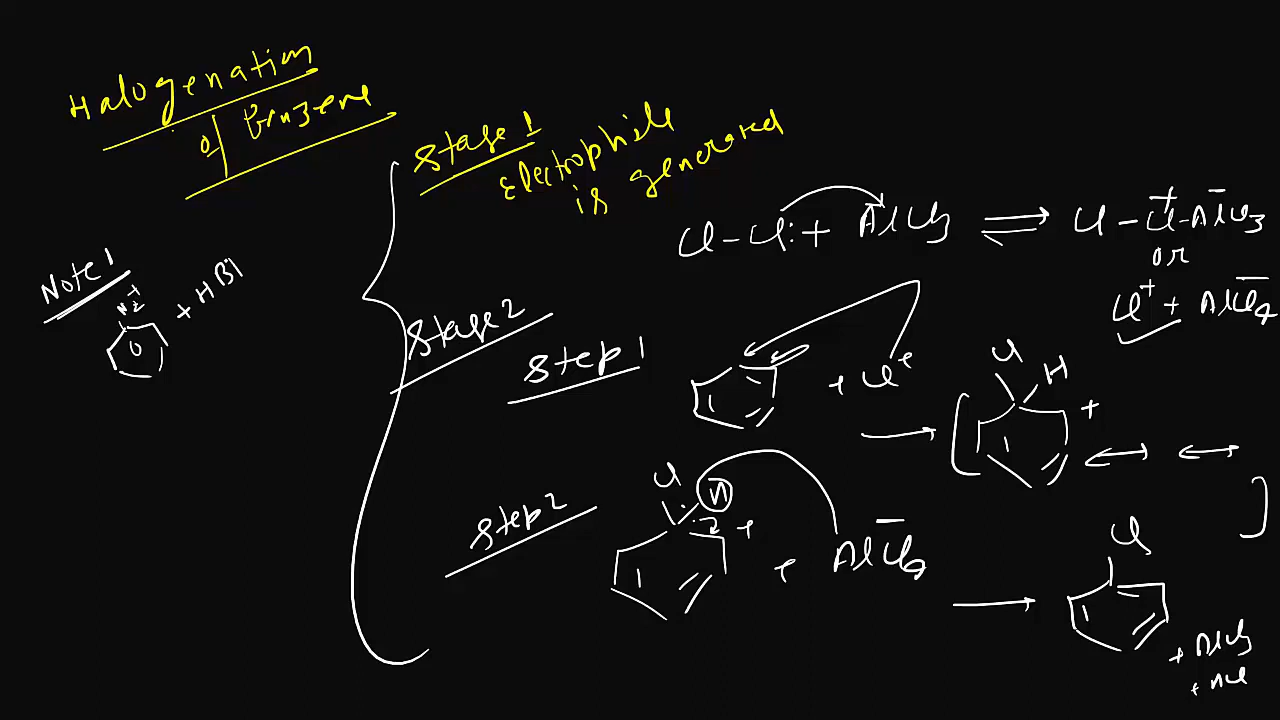 Halogenation
of Benzene
Stage 1
Electrophile
is generated
Cl – Cl: + AlCl3 ⇌ Cl – Cl+ – AlCl3-
or
Cl+ + AlCl4-
Note 1
N2+
+ H
Stage 2
Step 1
+ Cl+ →
Cl
H
+
[
↔ ↔
]
Step 2
Cl
H
+
+ AlCl4- →
Cl
+ AlCl3
+ HCl